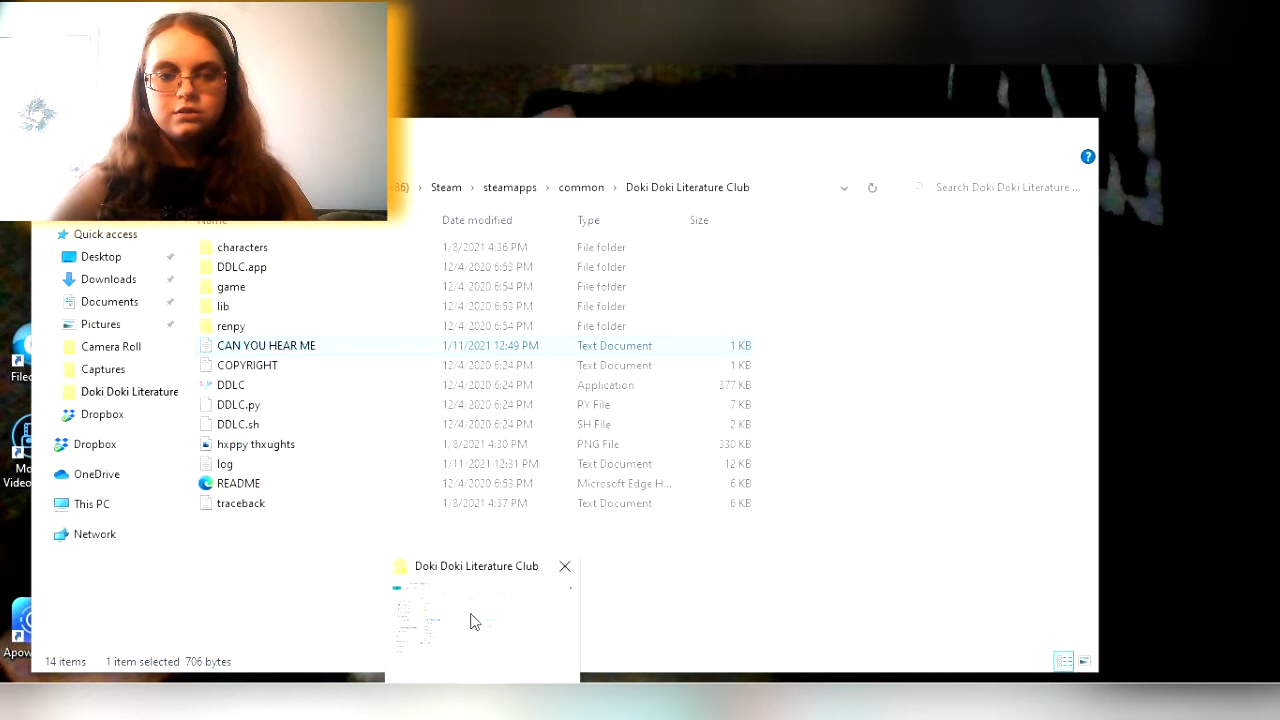 86) › Steam › steamapps › common › Doki Doki Literature Club Search Doki Doki Literature ...
Name Date modified Type Size
Quick access
Desktop
Downloads
Documents
Pictures
Camera Roll
Captures
Doki Doki Literature
Dropbox
Dropbox
OneDrive
This PC
Network
characters 1/8/2021 4:36 PM File folder
DDLC.app 12/4/2020 6:53 PM File folder
game 12/4/2020 6:54 PM File folder
lib 12/4/2020 6:53 PM File folder
renpy 12/4/2020 6:54 PM File folder
CAN YOU HEAR ME 1/11/2021 12:49 PM Text Document 1 KB
COPYRIGHT 12/4/2020 6:24 PM Text Document 1 KB
DDLC 12/4/2020 6:24 PM Application 377 KB
DDLC.py 12/4/2020 6:24 PM PY File 7 KB
DDLC.sh 12/4/2020 6:24 PM SH File 2 KB
hxppy thxughts 1/8/2021 4:30 PM PNG File 330 KB
log 1/11/2021 12:31 PM Text Document 12 KB
README 12/4/2020 6:53 PM Microsoft Edge H... 6 KB
traceback 1/8/2021 4:37 PM Text Document 6 KB
Doki Doki Literature Club
14 items 1 item selected 706 bytes
Filec
Mo
Video
Apow